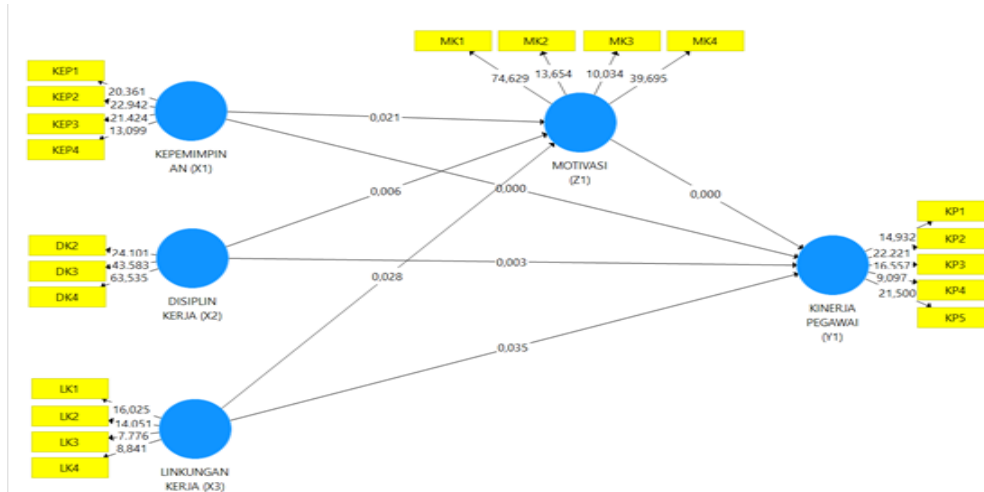 MK1
MK2
MK3
MK4
74,629
13,654
10,034
39,695
KEP1
KEP2
KEP3
KEP4
20.361
22.942
21.424
13,099
KEPEMIMPIN
AN (X1)
0,021
MOTIVASI
(Z1)
0,006
0,000
0,000
DK2
DK3
DK4
24.101
43.583
63,535
DISIPLIN
KERJA (X2)
0,003
0,028
KP1
KP2
KP3
KP4
KP5
14,932
22.221
16.557
9,097
21,500
KINERJA
PEGAWAI
(Y1)
0,035
LK1
LK2
LK3
LK4
16,025
14.051
7.776
8,841
LINKUNGAN
KERJA (X3)